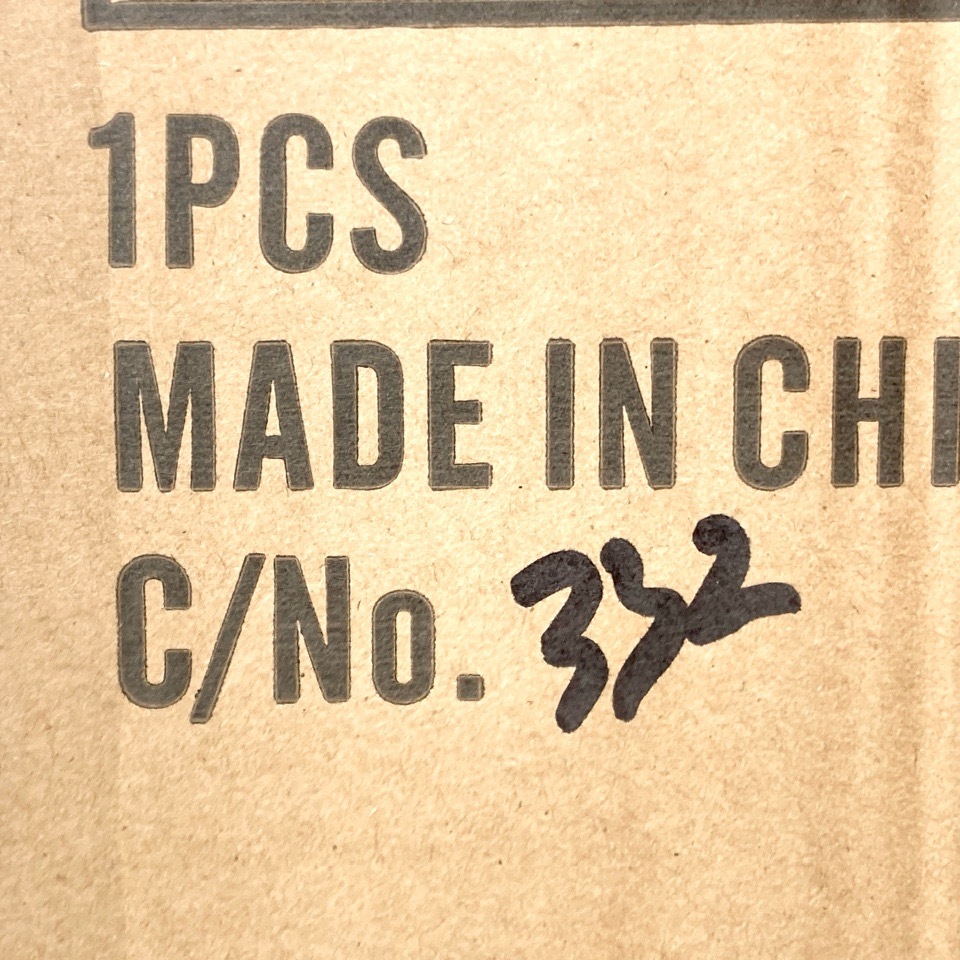 1PCS
MADE IN CHI
C/No. 332